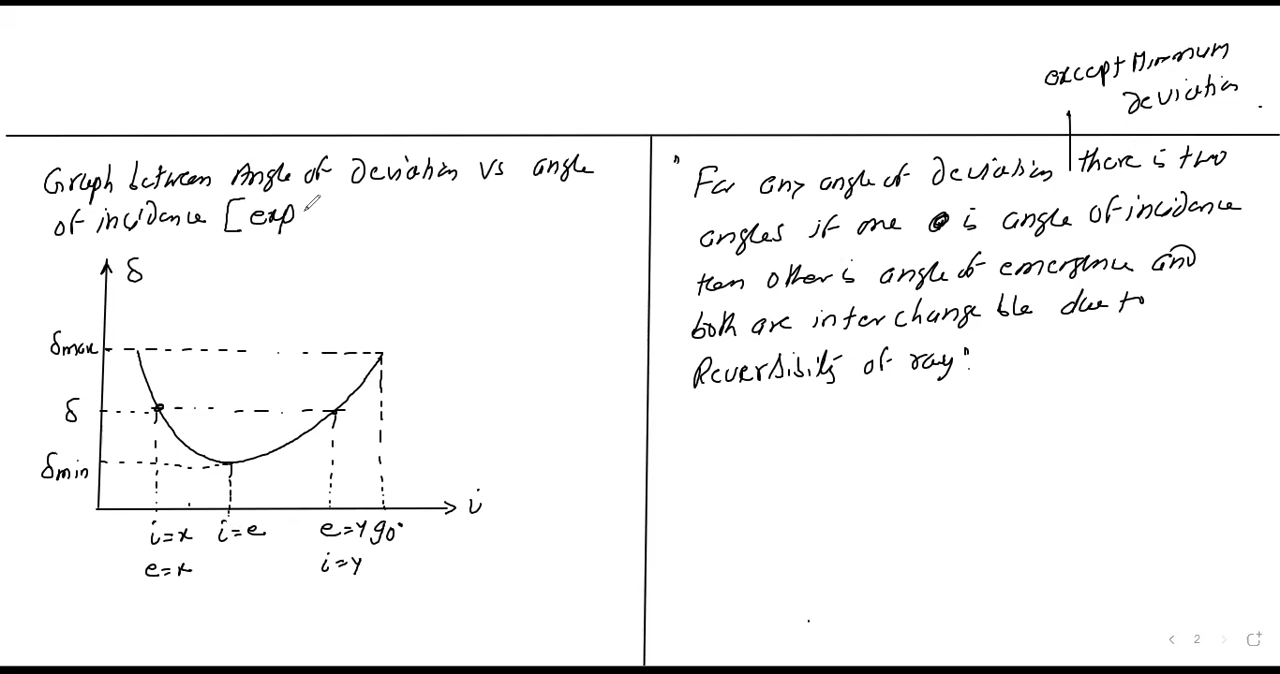 except Minimum
Deviation
Graph between Angle of Deviation VS angle
of incidence [exp
δ
δmax
δ
δmin
i
i=x i=e e=y 90°
e=x i=y
" For any angle of Deviation there is two
angles if one is angle of incidence
then other is angle of emergence and
both are interchangeble due to
Reversibility of ray"
2